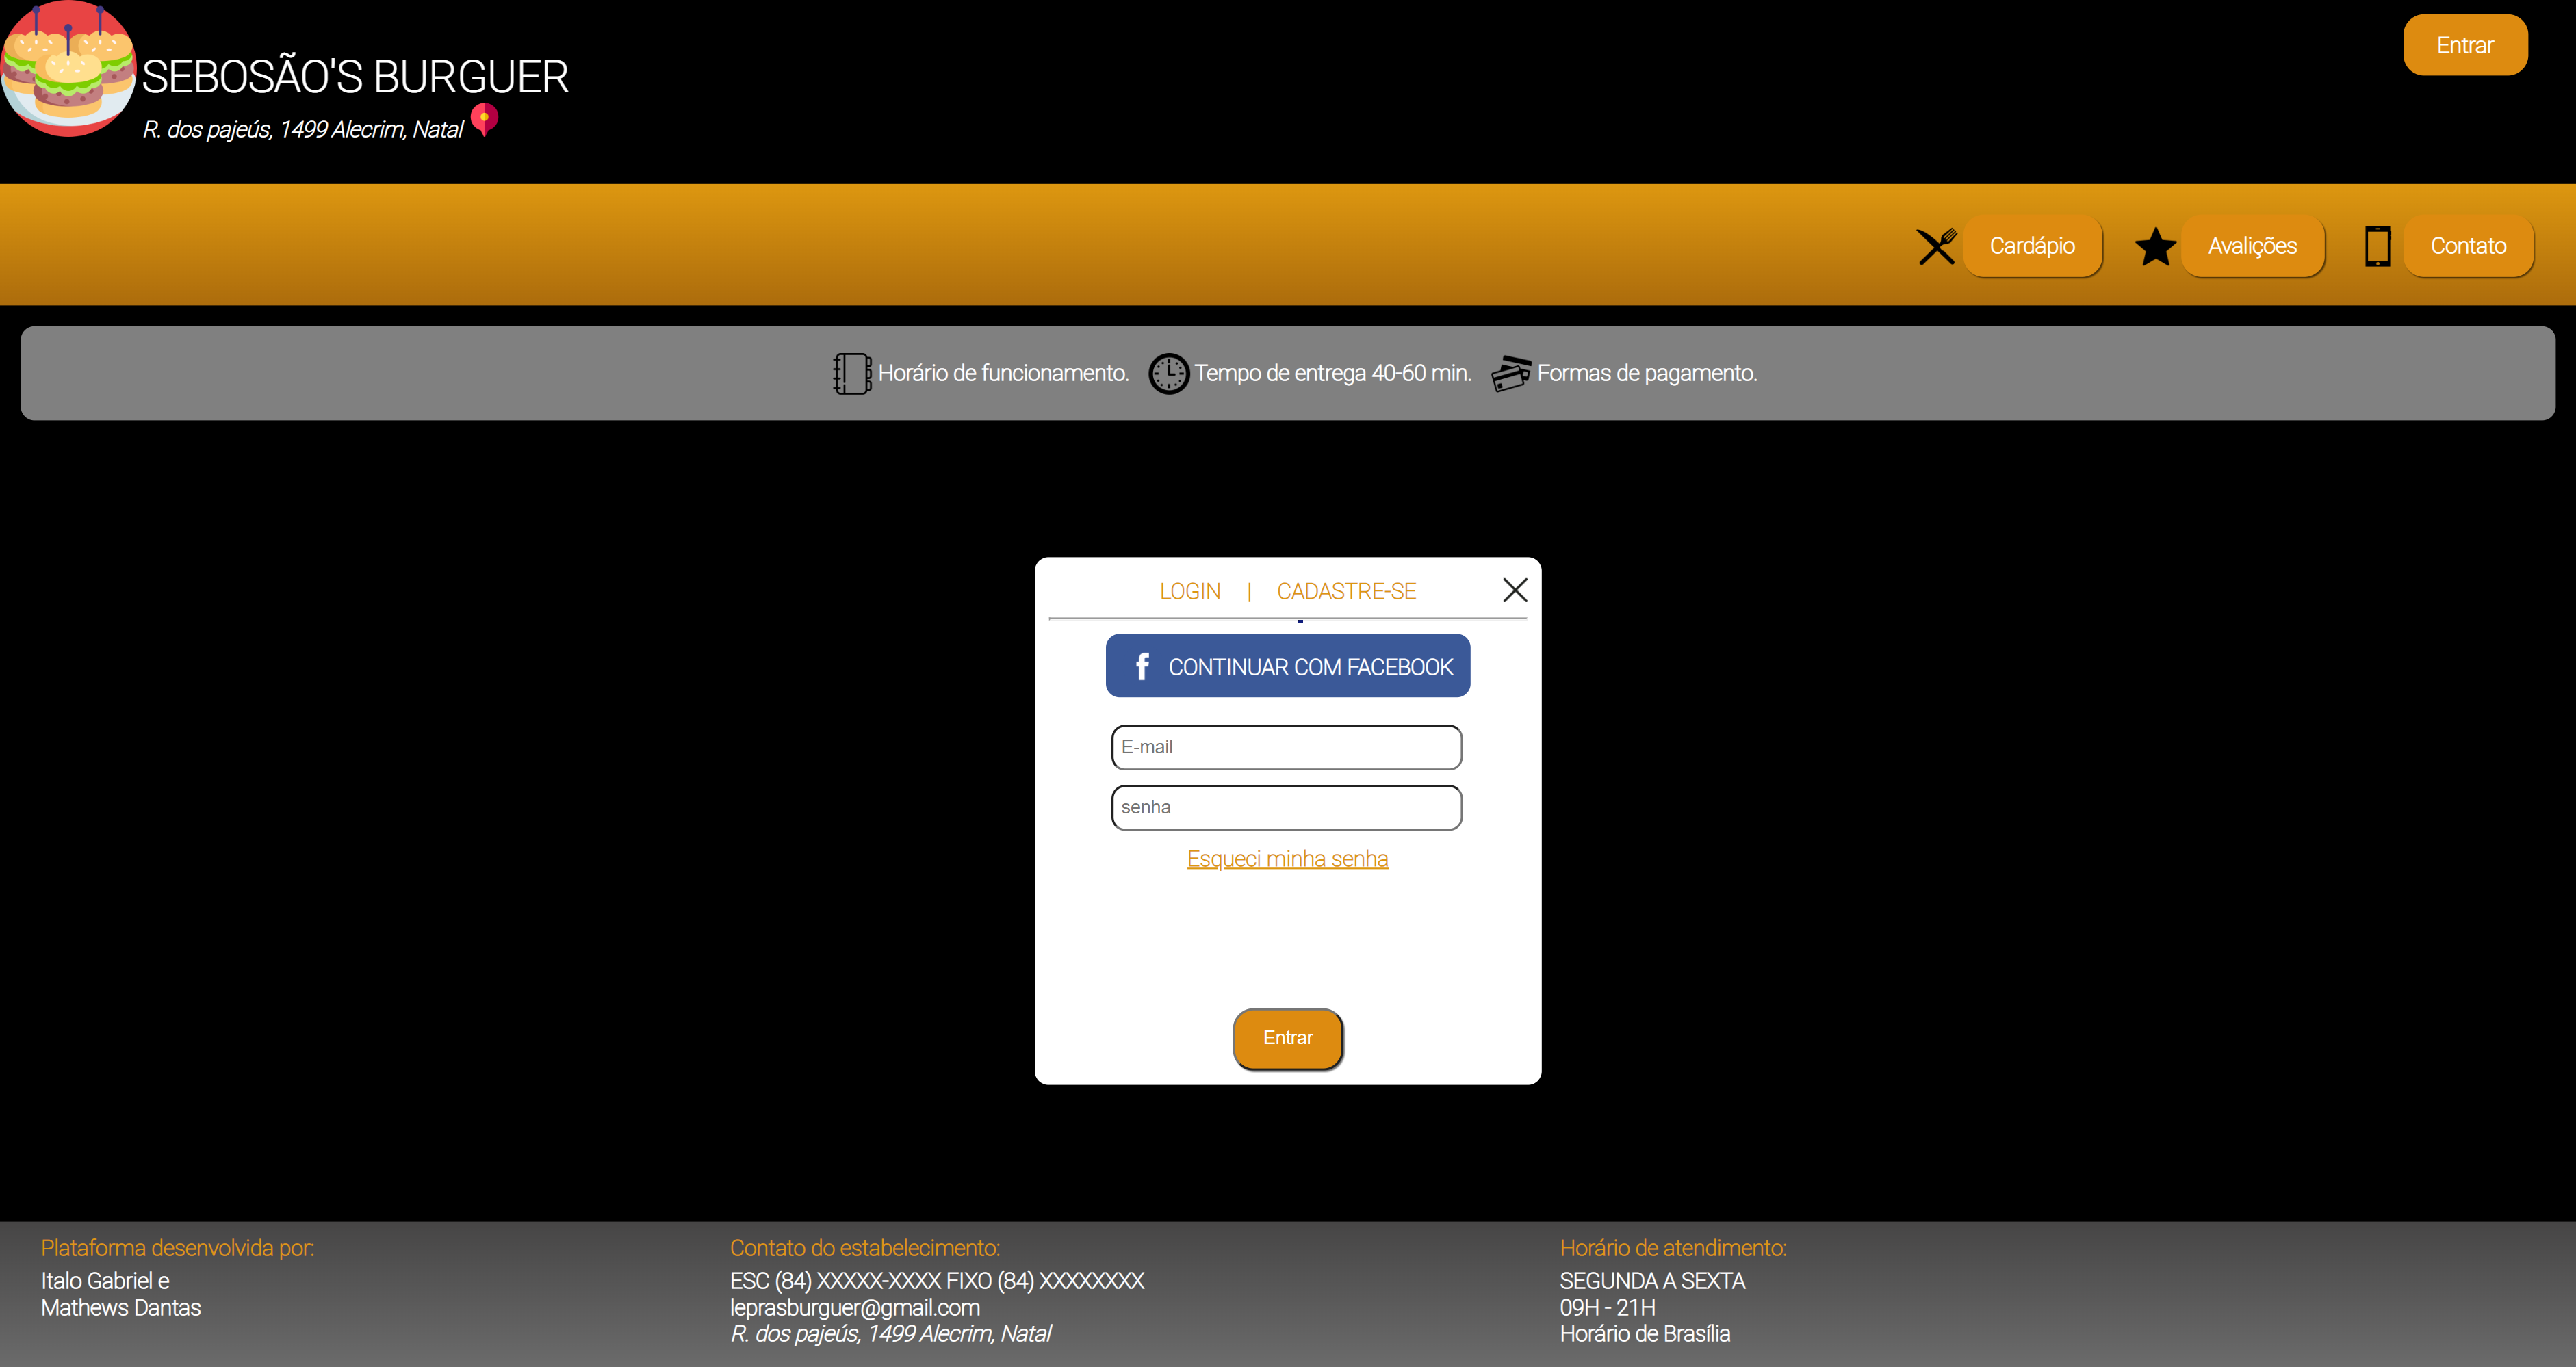 SEBOSÃO'S BURGUER
R. dos pajeús, 1499 Alecrim, Natal
Entrar
Cardápio
Avalições
Contato
Horário de funcionamento.
Tempo de entrega 40-60 min.
Formas de pagamento.
LOGIN | CADASTRE-SE
CONTINUAR COM FACEBOOK
E-mail
senha
Esqueci minha senha
Entrar
Plataforma desenvolvida por:
Italo Gabriel e
Mathews Dantas
Contato do estabelecimento:
ESC (84) XXXXX-XXXX FIXO (84) XXXXXXXX
leprasburguer@gmail.com
R. dos pajeús, 1499 Alecrim, Natal
Horário de atendimento:
SEGUNDA A SEXTA
09H - 21H
Horário de Brasília